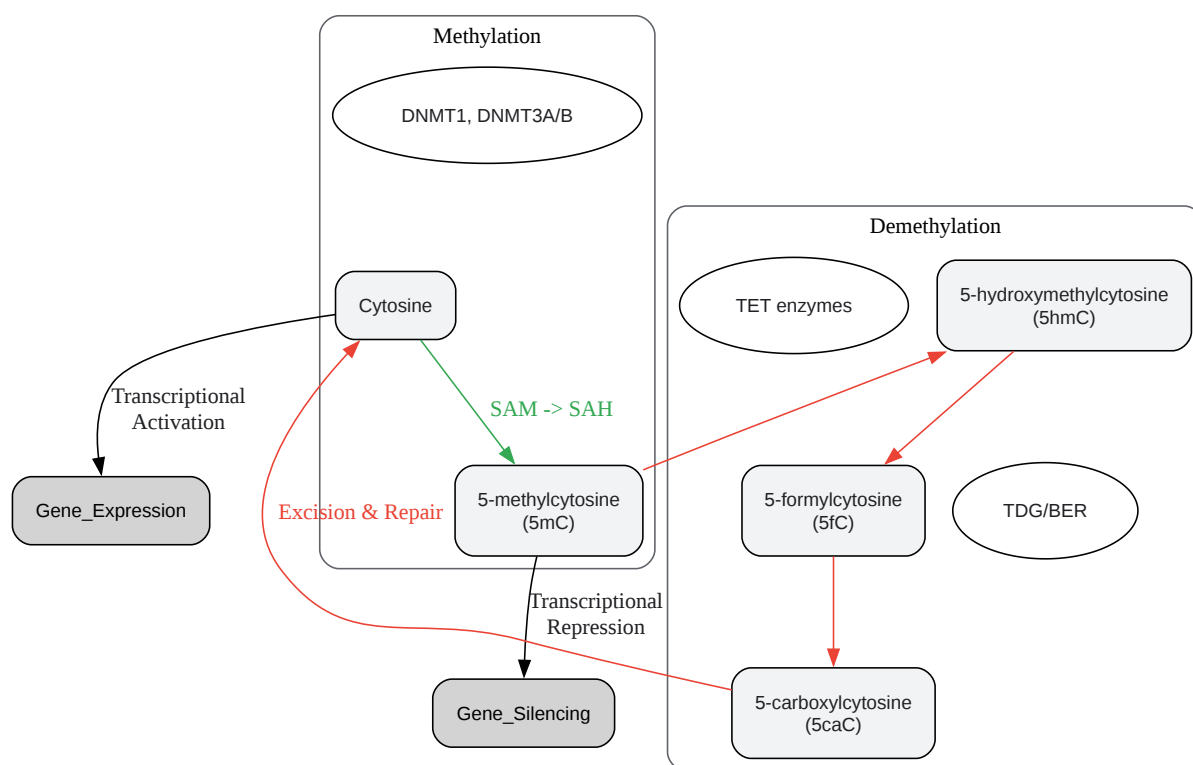 Methylation
DNMT1, DNMT3A/B
Demethylation
Cytosine
TET enzymes
5-hydroxymethylcytosine
(5hmC)
Transcriptional
Activation
SAM -> SAH
Gene_Expression
Excision & Repair
5-methylcytosine
(5mC)
5-formylcytosine
(5fC)
TDG/BER
Transcriptional
Repression
Gene_Silencing
5-carboxylcytosine
(5caC)